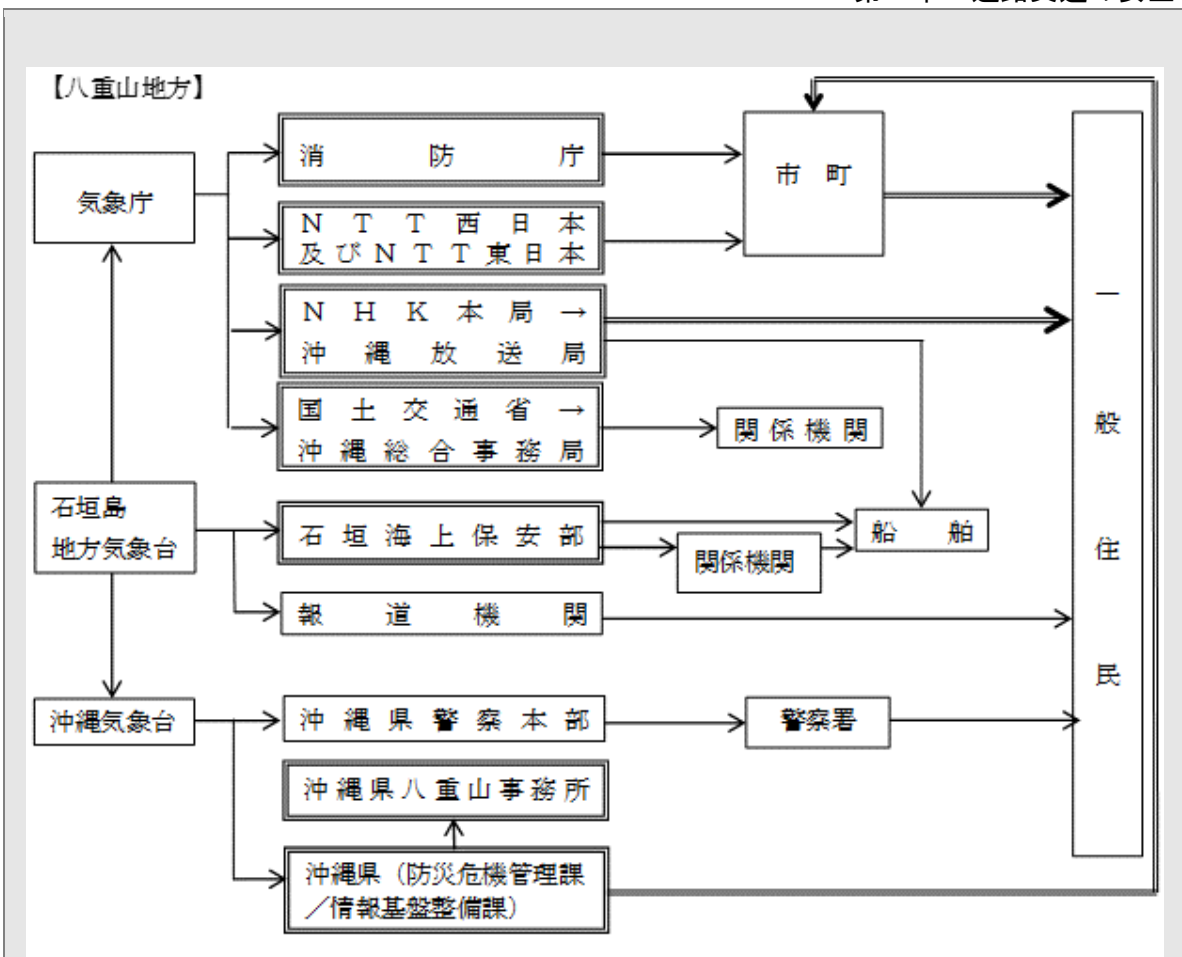 【八重山地方】
消防庁
気象庁
市町
NTT西日本
及びNTT東日本
NHK本局→
沖縄放送局
国土交通省→
沖縄総合事務局
関係機関
一般住民
石垣島
地方気象台
石垣海上保安部
関係機関
船舶
報道機関
沖縄気象台
沖縄県警察本部
警察署
沖縄県八重山事務所
沖縄県（防災危機管理課
／情報基盤整備課）